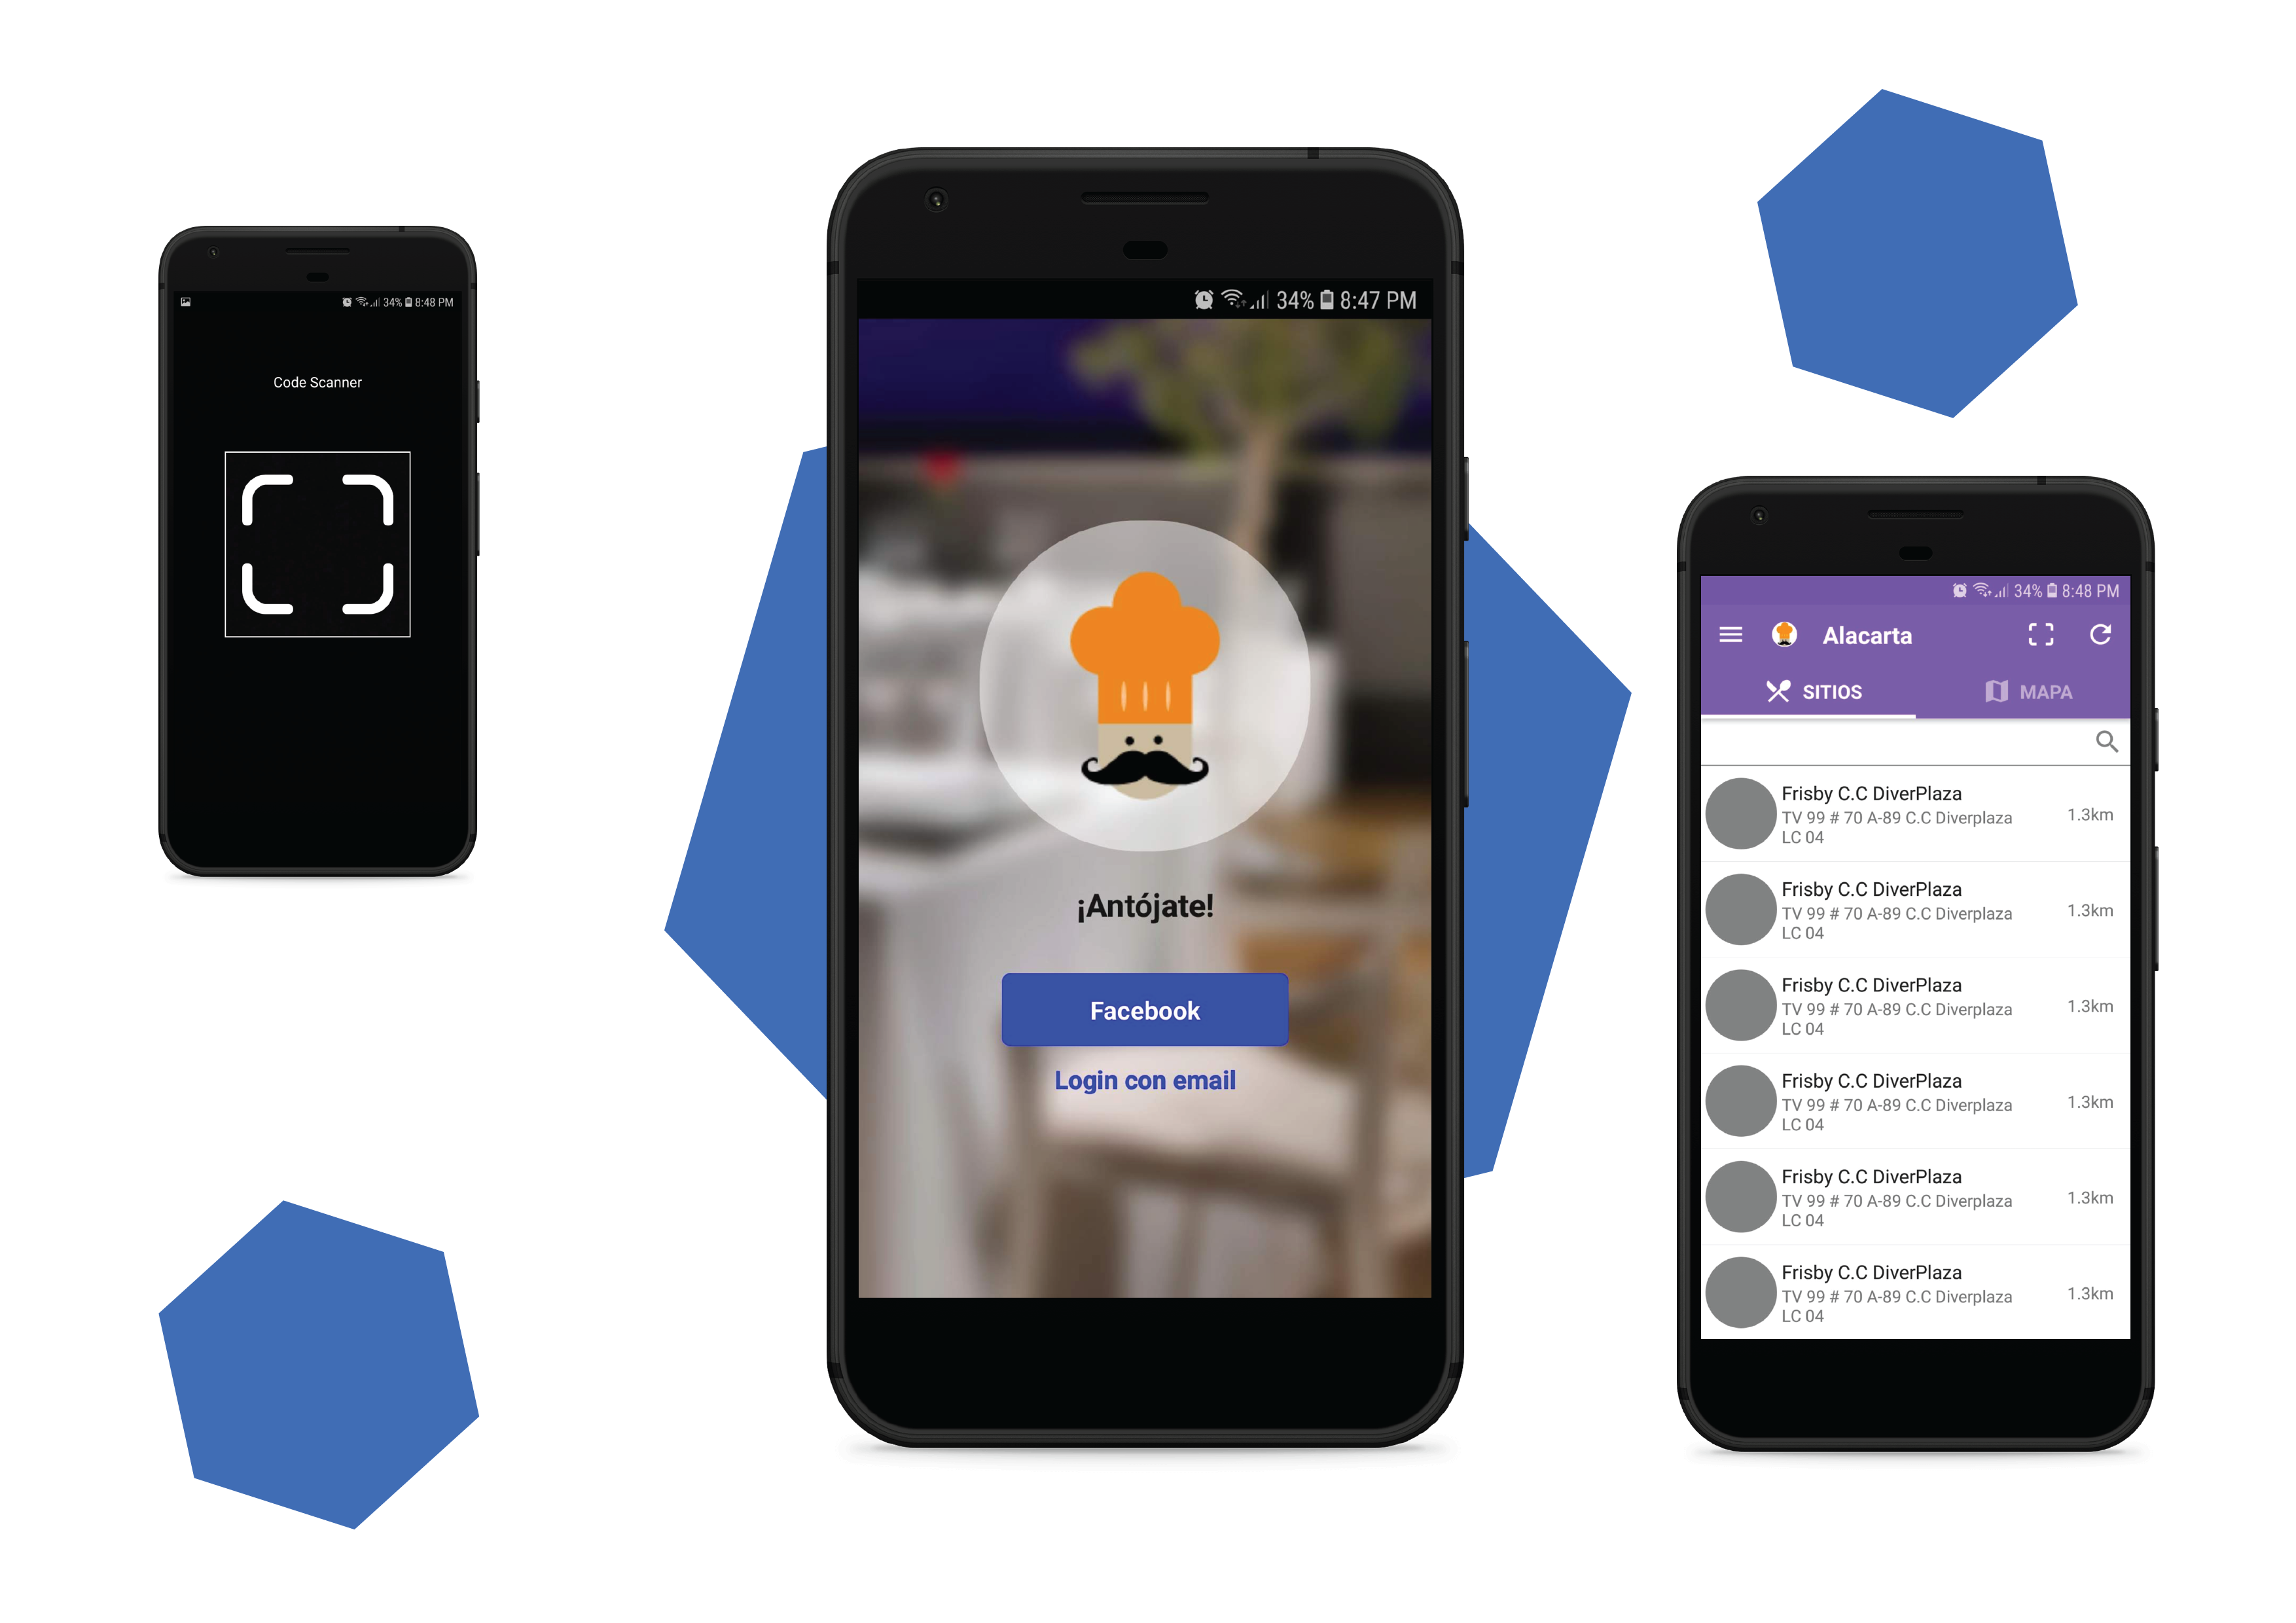 34% 8:48 PM
Code Scanner
34% 8:47 PM
¡Antójate!
Facebook
Login con email
34% 8:48 PM
Alacarta
SITIOS MAPA
Frisby C.C DiverPlaza
TV 99 # 70 A-89 C.C Diverplaza
LC 04
1.3km
Frisby C.C DiverPlaza
TV 99 # 70 A-89 C.C Diverplaza
LC 04
1.3km
Frisby C.C DiverPlaza
TV 99 # 70 A-89 C.C Diverplaza
LC 04
1.3km
Frisby C.C DiverPlaza
TV 99 # 70 A-89 C.C Diverplaza
LC 04
1.3km
Frisby C.C DiverPlaza
TV 99 # 70 A-89 C.C Diverplaza
LC 04
1.3km
Frisby C.C DiverPlaza
TV 99 # 70 A-89 C.C Diverplaza
LC 04
1.3km